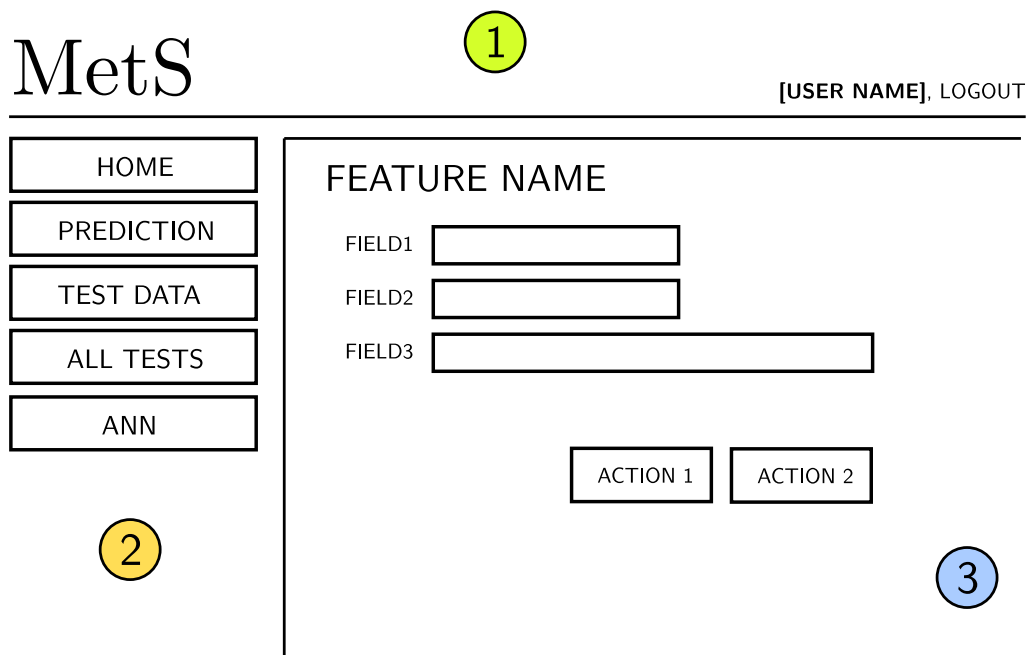 1
MetS
[USER NAME], LOGOUT
HOME
PREDICTION
TEST DATA
ALL TESTS
ANN
2
FEATURE NAME
FIELD1
FIELD2
FIELD3
ACTION 1
ACTION 2
3